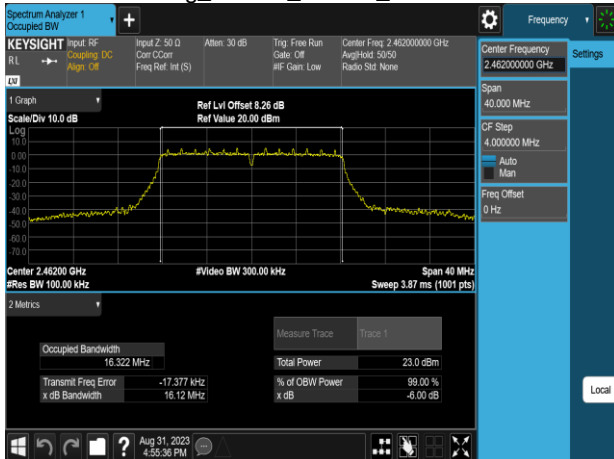 Spectrum Analyzer 1
Occupied BW
Frequency
KEYSIGHT
Input: RF
Coupling: DC
Align: Off
Input Z: 50 Ω
Corr CCorr
Freq Ref: Int (S)
Atten: 30 dB
Trig: Free Run
Gate: Off
#IF Gain: Low
Center Freq: 2.462000000 GHz
Avg|Hold: 50/50
Radio Std: None
RL
LXI
Center Frequency
2.462000000 GHz
Settings
Span
40.000 MHz
CF Step
4.000000 MHz
Auto
Man
Freq Offset
0 Hz
Local
1 Graph
Scale/Div 10.0 dB
Ref Lvl Offset 8.26 dB
Ref Value 20.00 dBm
Log
10.0
0.00
-10.0
-20.0
-30.0
-40.0
-50.0
-60.0
-70.0
Center 2.46200 GHz
#Video BW 300.00 kHz
Span 40 MHz
#Res BW 100.00 kHz
Sweep 3.87 ms (1001 pts)
2 Metrics
Measure Trace
Trace 1
Occupied Bandwidth
16.322 MHz
Total Power
23.0 dBm
Transmit Freq Error
-17.377 kHz
% of OBW Power
99.00 %
x dB Bandwidth
16.12 MHz
x dB
-6.00 dB
Aug 31, 2023
4:55:36 PM